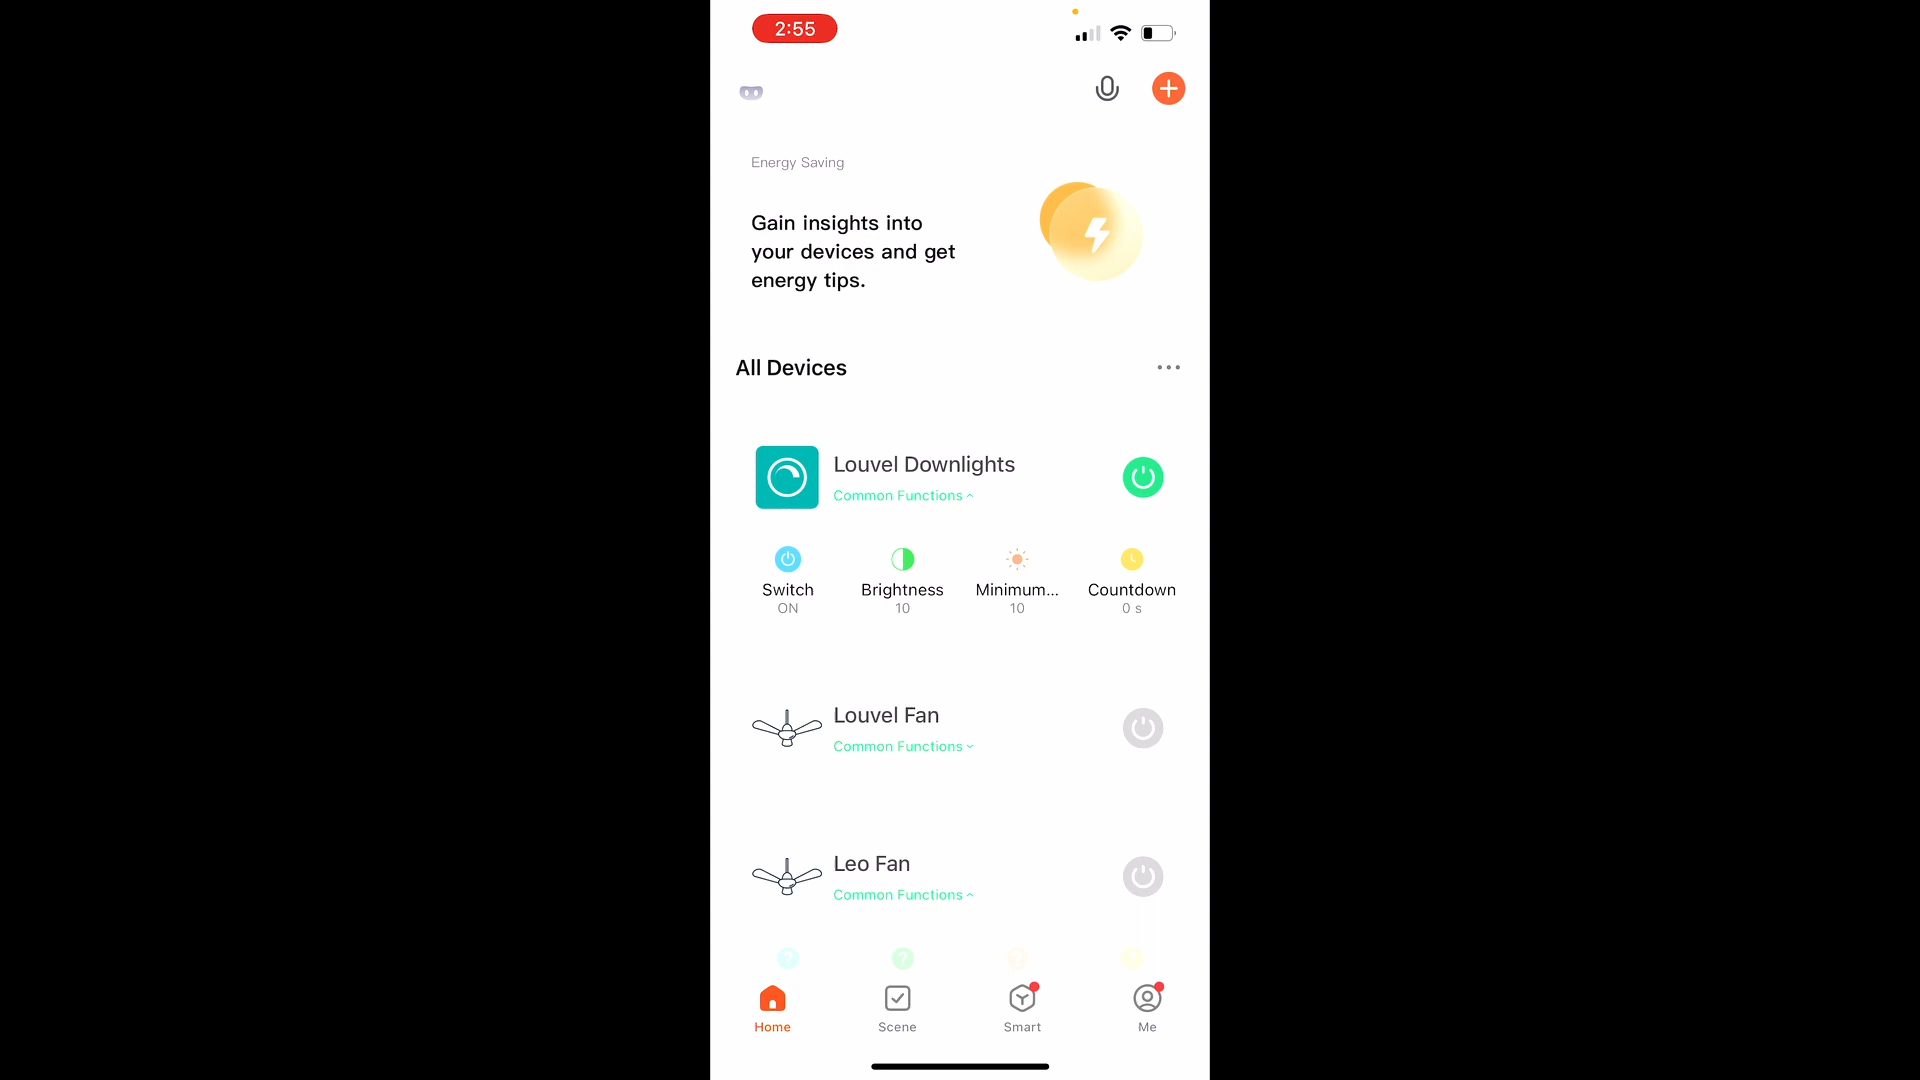 2:55
Energy Saving
Gain insights into
your devices and get
energy tips.
All Devices
Louvel Downlights
Common Functions
Switch
ON
Brightness
10
Minimum...
10
Countdown
0 s
Louvel Fan
Common Functions
Leo Fan
Common Functions
? ? ? ?
Home
Scene
Smart
Me